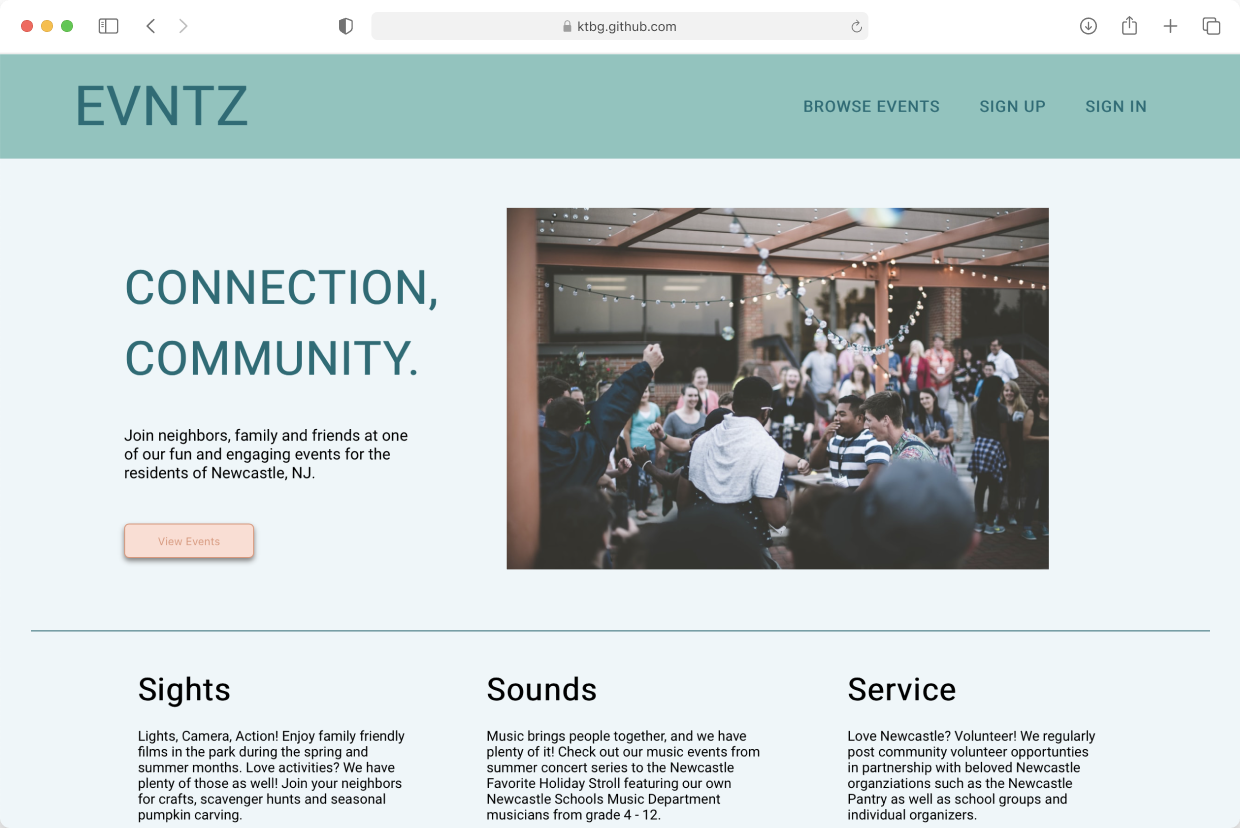 ktbg.github.com
EVNTZ
BROWSE EVENTS
SIGN UP
SIGN IN
CONNECTION,
COMMUNITY.
Join neighbors, family and friends at one
of our fun and engaging events for the
residents of Newcastle, NJ.
View Events
Sights
Lights, Camera, Action! Enjoy family friendly
films in the park during the spring and
summer months. Love activities? We have
plenty of those as well! Join your neighbors
for crafts, scavenger hunts and seasonal
pumpkin carving.
Sounds
Music brings people together, and we have
plenty of it! Check out our music events from
summer concert series to the Newcastle
Favorite Holiday Stroll featuring our own
Newcastle Schools Music Department
musicians from grade 4 - 12.
Service
Love Newcastle? Volunteer! We regularly
post community volunteer opportunties
in partnership with beloved Newcastle
organziations such as the Newcastle
Pantry as well as school groups and
individual organizers.